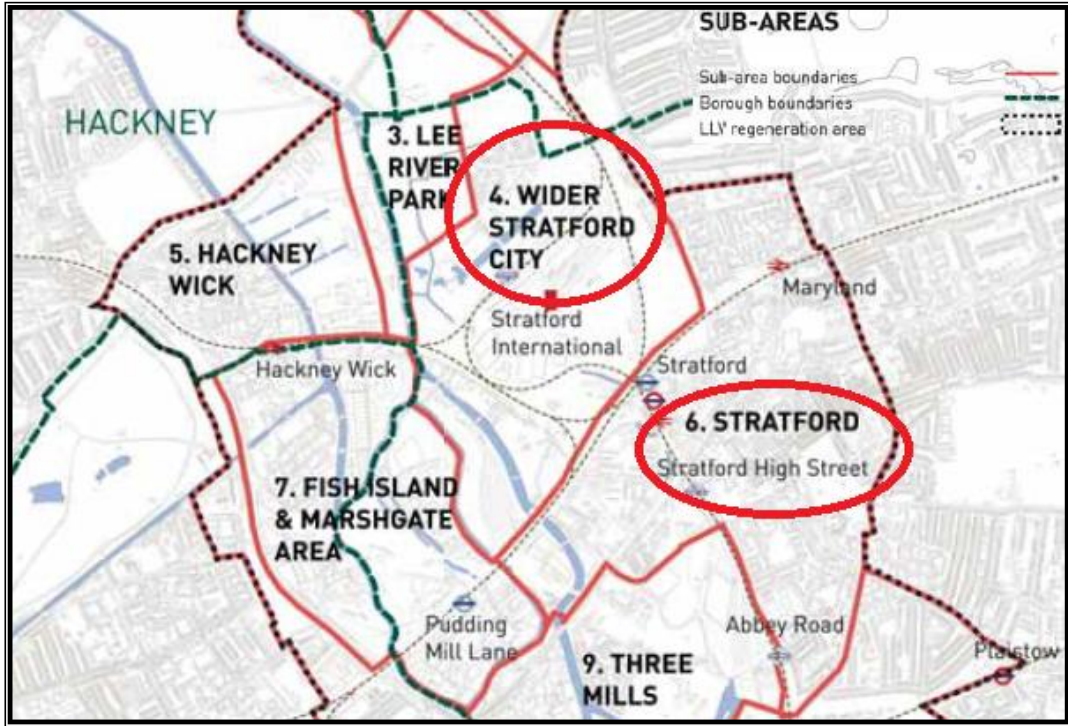 SUB-AREAS
Sub-area boundaries
Borough boundaries
LLV regeneration area
HACKNEY
3. LEE
RIVER
PARK
4. WIDER
STRATFORD
CITY
5. HACKNEY
WICK
Maryland
Stratford
International
Hackney Wick
Stratford
6. STRATFORD
Stratford High Street
7. FISH ISLAND
& MARSHGATE
AREA
Pudding
Mill Lane
Abbey Road
9. THREE
MILLS
Plaistow